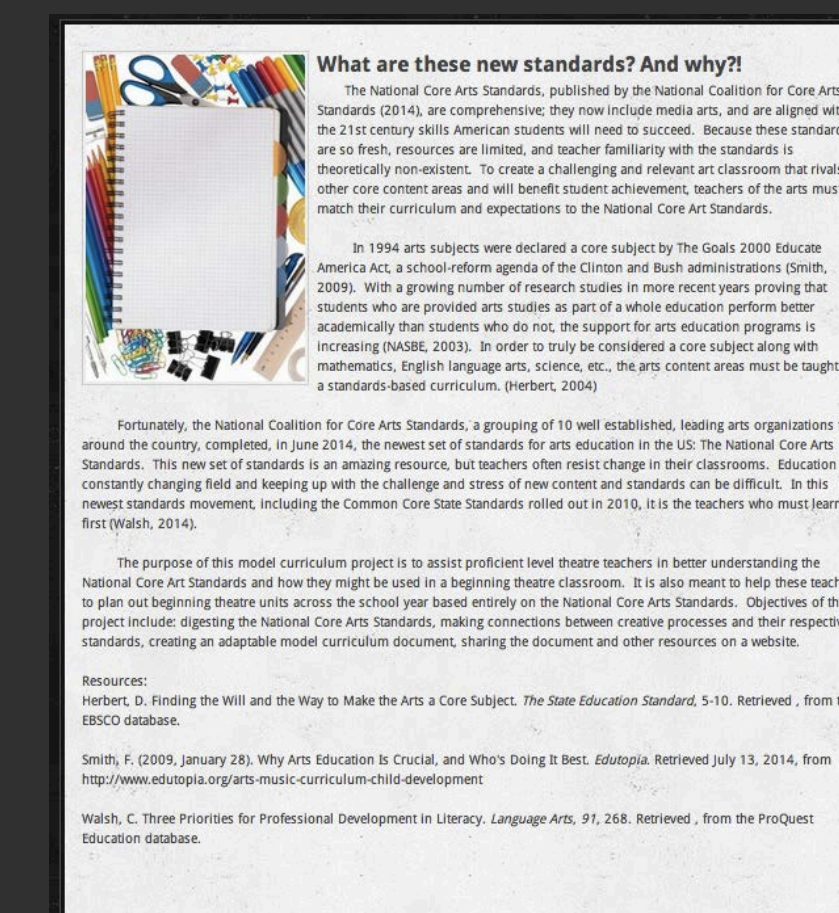 What are these new standards? And why?!
The National Core Arts Standards, published by the National Coalition for Core Arts
Standards (2014), are comprehensive; they now include media arts, and are aligned
the 21st century skills American students will need to succeed. Because these
are so fresh, resources are limited, and teacher familiarity with the standards is
theoretically non-existent. To create a challenging and relevant art classroom that
other core content areas and will benefit student achievement, teachers of the arts
match their curriculum and expectations to the National Core Art Standards.
In 1994 arts subjects were declared a core subject by The Goals 2000 Educate
America Act, a school-reform agenda of the Clinton and Bush administrations (Smith,
2009). With a growing number of research studies in more recent years proving that
students who are provided arts studies as part of a whole education perform better
academically than students who do not, the support for arts education programs is
increasing (NASBE, 2003). In order to truly be considered a core subject along with
mathematics, English language arts, science, etc., the arts content areas must be taught
a standards-based curriculum. (Herbert, 2004)
Fortunately, the National Coalition for Core Arts Standards, a grouping of 10 well established, leading arts organizations
around the country, completed, in June 2014, the newest set of standards for arts education in the US: The National Core Arts
Standards. This new set of standards is an amazing resource, but teachers often resist change in their classrooms. Education
constantly changing field and keeping up with the challenge and stress of new content and standards can be difficult. In this
newest standards movement, including the Common Core State Standards rolled out in 2010, it is the teachers who must
first (Walsh, 2014).
The purpose of this model curriculum project is to assist proficient level theatre teachers in better understanding the
National Core Art Standards and how they might be used in a beginning theatre classroom. It is also meant to help these
to plan out beginning theatre units across the school year based entirely on the National Core Arts Standards. Objectives of
project include: digesting the National Core Arts Standards, making connections between creative processes and their
standards, creating an adaptable model curriculum document, sharing the document and other resources on a website.
Resources:
Herbert, D. Finding the Will and the Way to Make the Arts a Core Subject. The State Education Standard, 5-10. Retrieved , from
EBSCO database.
Smith, F. (2009, January 28). Why Arts Education Is Crucial, and Who's Doing It Best. Edutopia. Retrieved July 13, 2014, from
http://www.edutopia.org/arts-music-curriculum-child-development
Walsh, C. Three Priorities for Professional Development in Literacy. Language Arts, 91, 268. Retrieved , from the ProQuest
Education database.